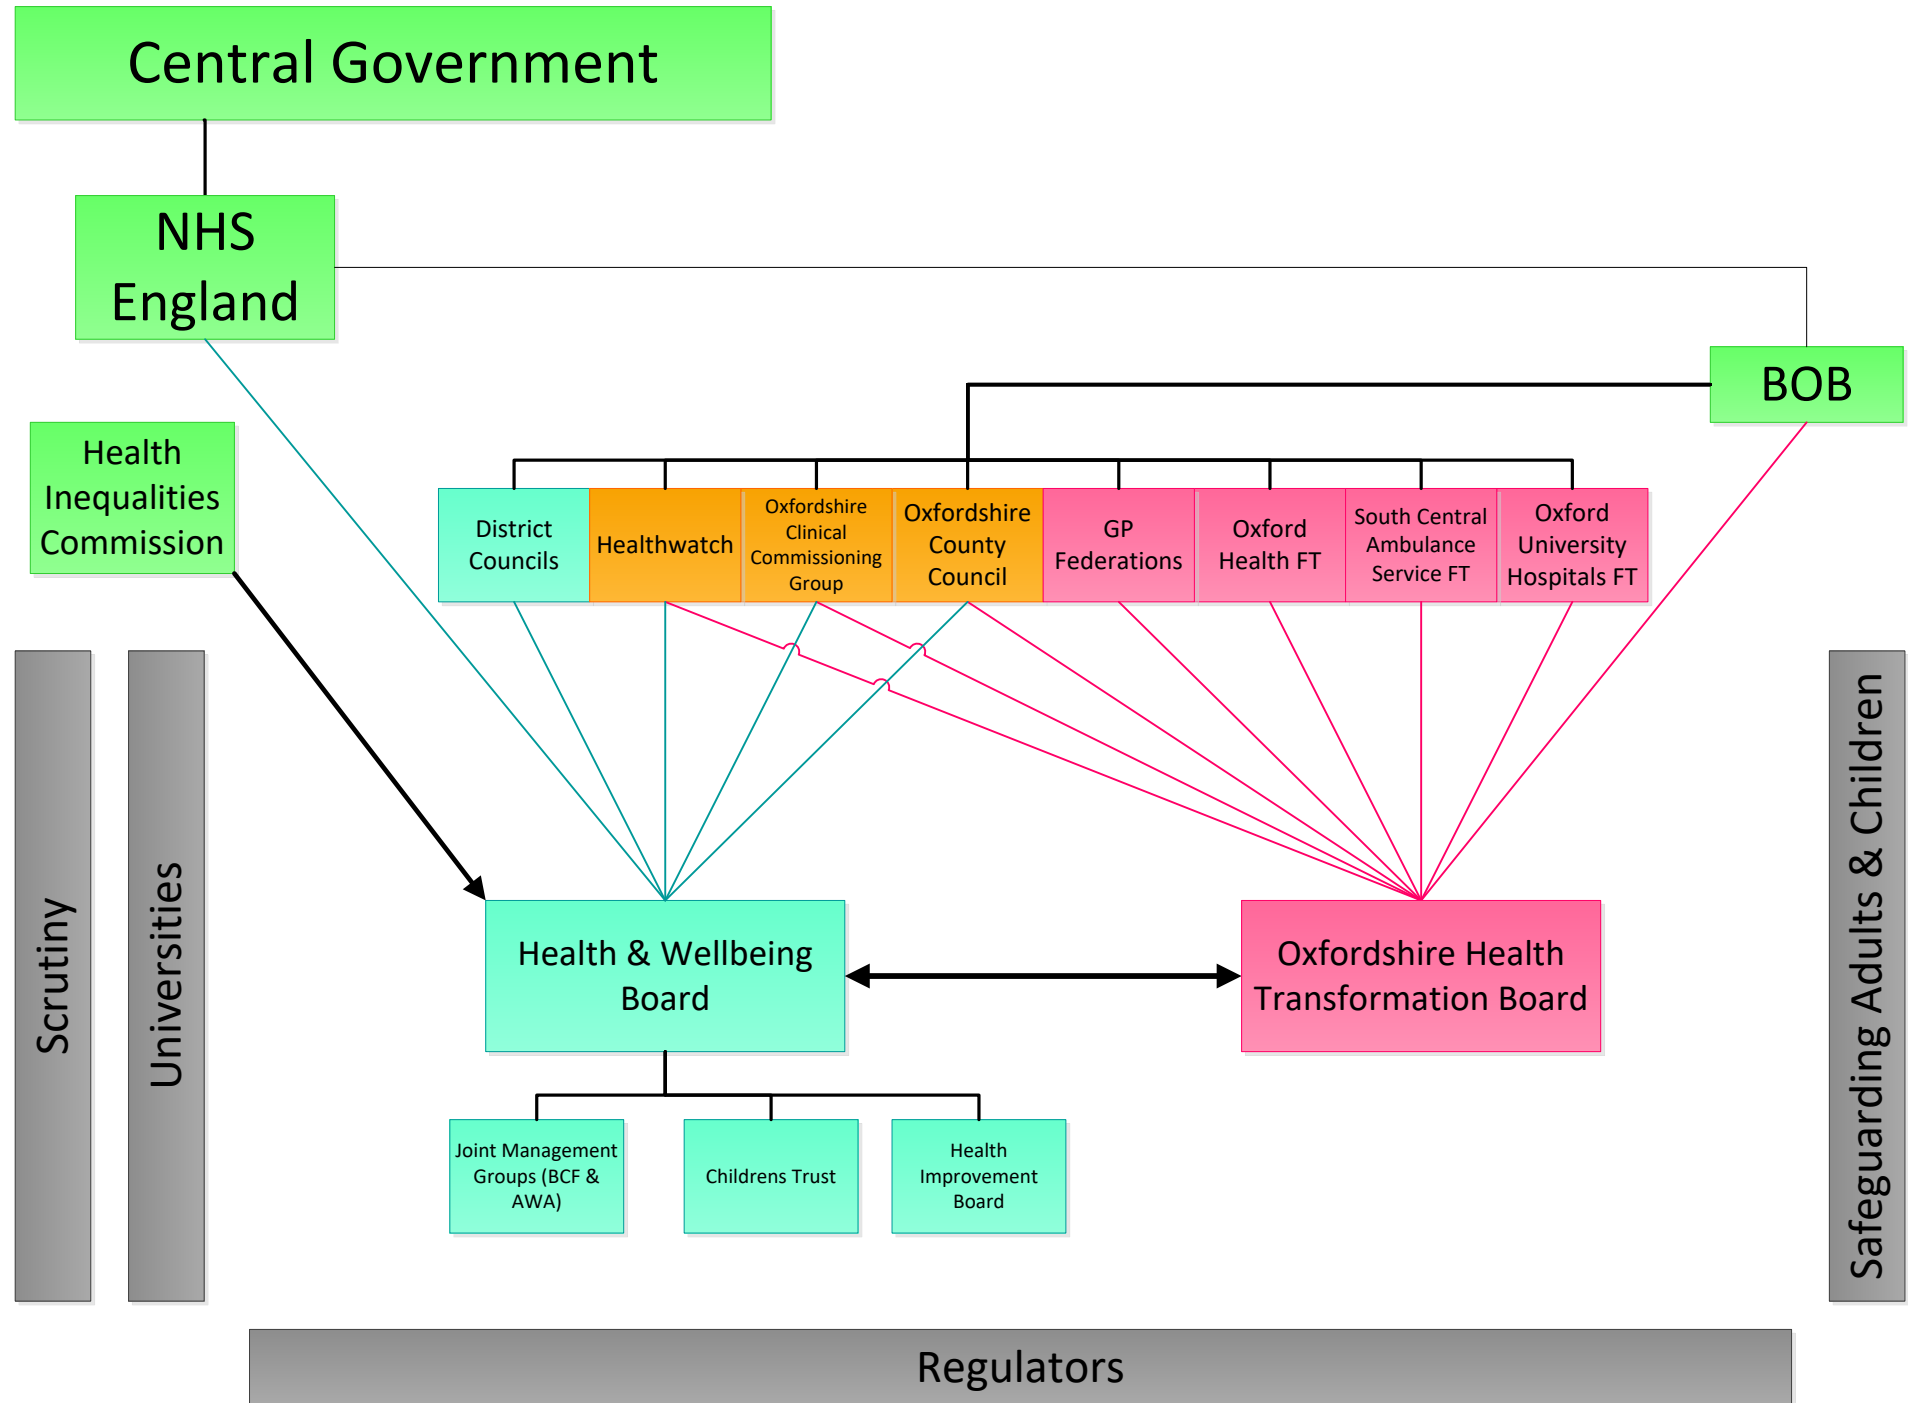 Central Government
NHS
England
BOB
Health
Inequalities
Commission
District
Councils
Healthwatch
Oxfordshire
Clinical
Commissioning
Group
Oxfordshire
County
Council
GP
Federations
Oxford
Health FT
South Central
Ambulance
Service FT
Oxford
University
Hospitals FT
Scrutiny
Universities
Safeguarding Adults & Children
Health & Wellbeing
Board
Oxfordshire Health
Transformation Board
Joint Management
Groups (BCF &
AWA)
Childrens Trust
Health
Improvement
Board
Regulators